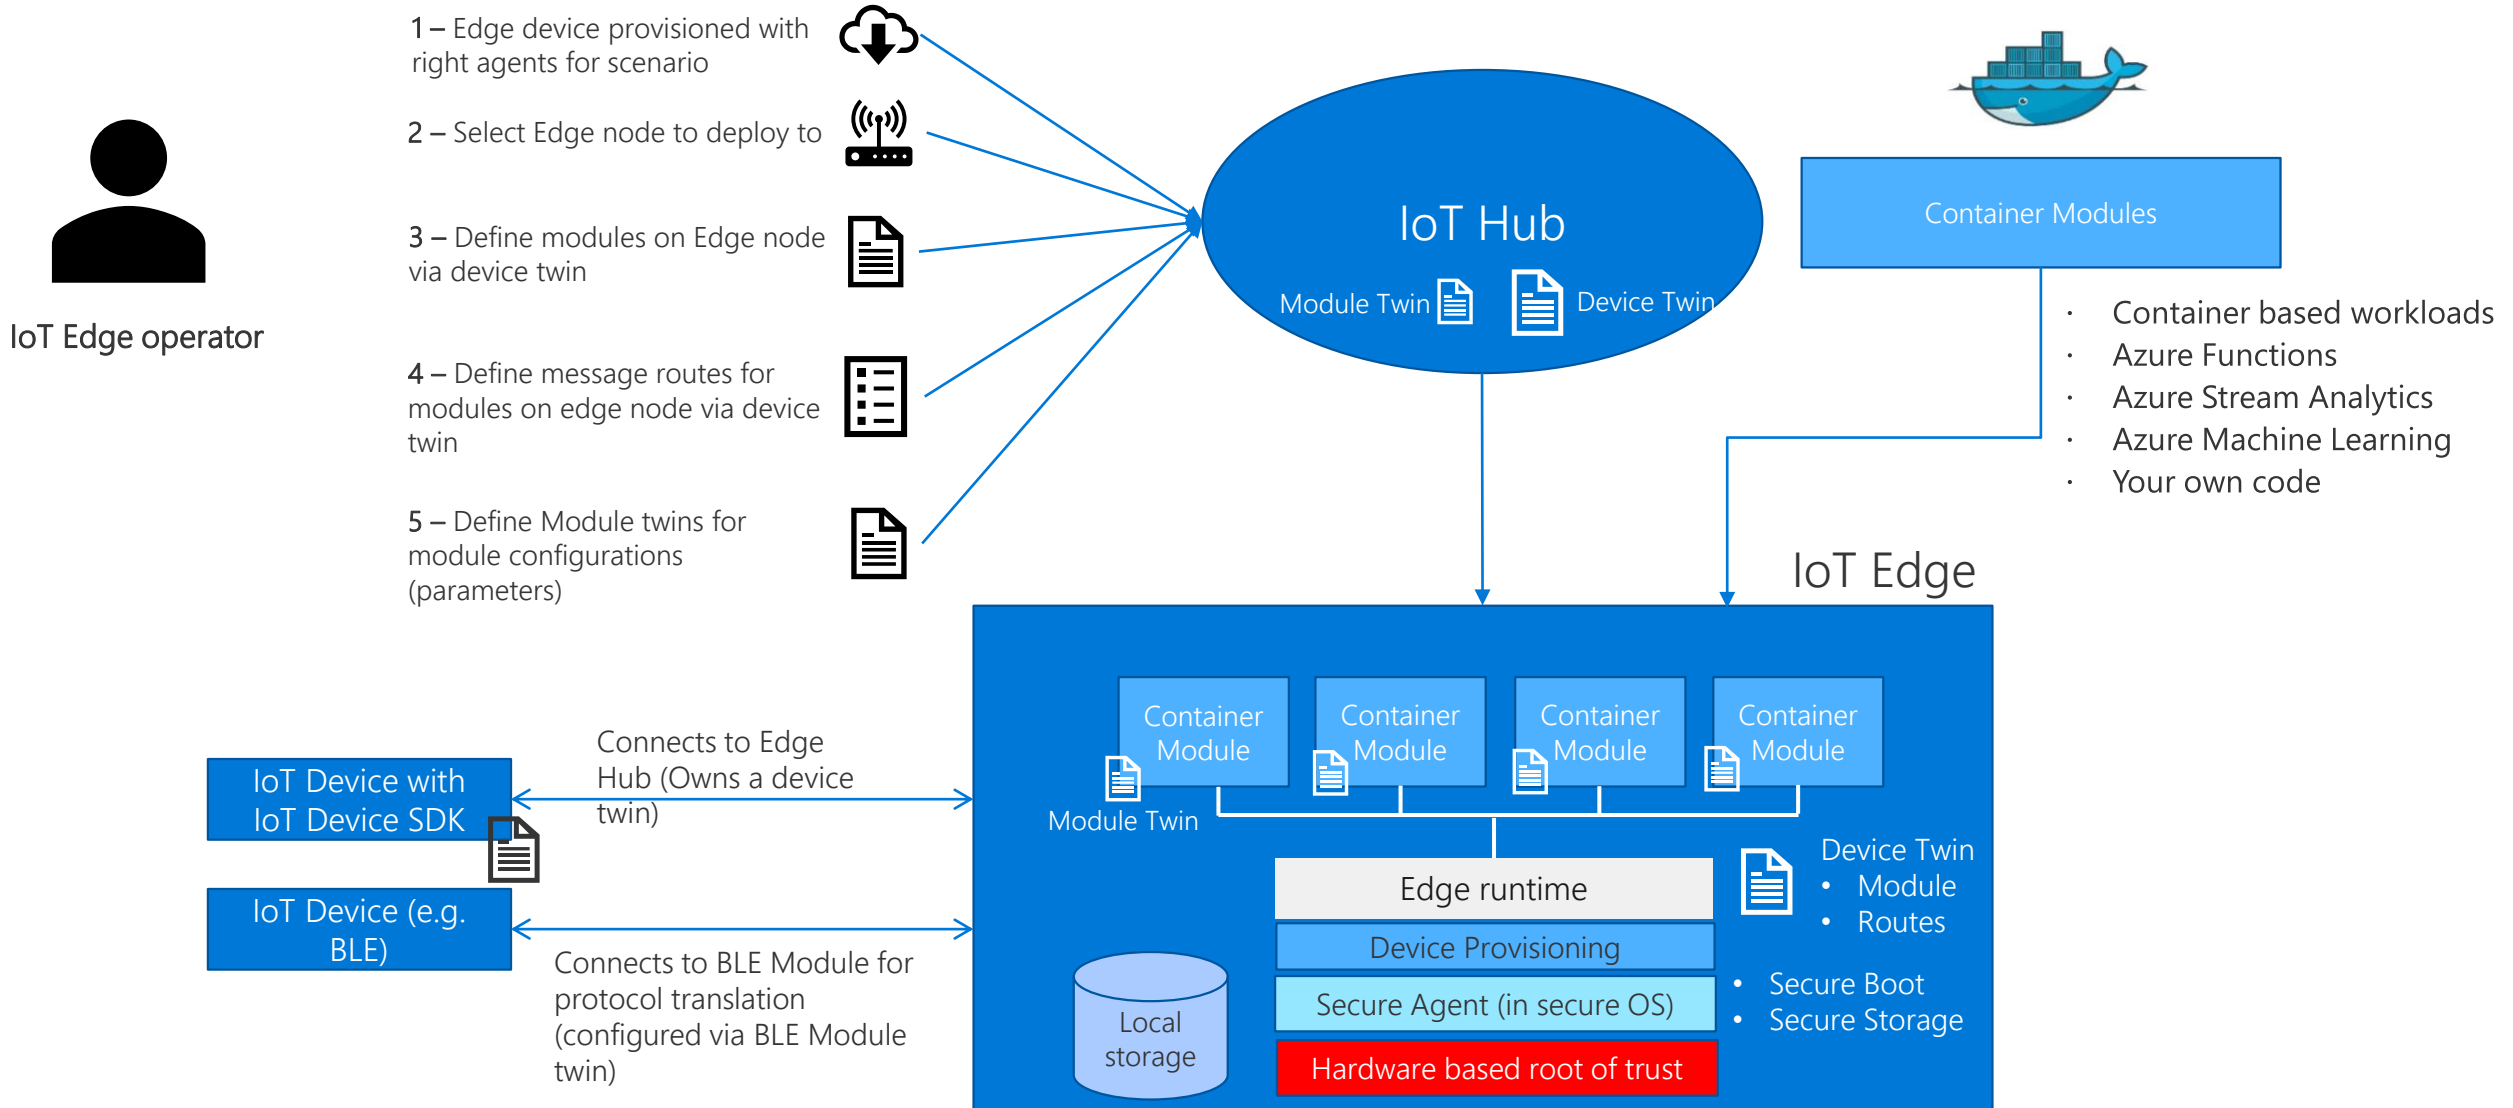 1 – Edge device provisioned with
right agents for scenario
2 – Select Edge node to deploy to
3 – Define modules on Edge node
via device twin
4 – Define message routes for
modules on edge node via device
twin
5 – Define Module twins for
module configurations
(parameters)
IoT Edge operator
IoT Hub
Module Twin
Device Twin
Container Modules
· Container based workloads
· Azure Functions
· Azure Stream Analytics
· Azure Machine Learning
· Your own code
IoT Edge
Container
Module
Container
Module
Container
Module
Container
Module
Module Twin
IoT Device with
IoT Device SDK
Connects to Edge
Hub (Owns a device
twin)
IoT Device (e.g.
BLE)
Connects to BLE Module for
protocol translation
(configured via BLE Module
twin)
Edge runtime
Device Provisioning
Secure Agent (in secure OS)
Hardware based root of trust
Local
storage
Device Twin
• Module
• Routes
• Secure Boot
• Secure Storage